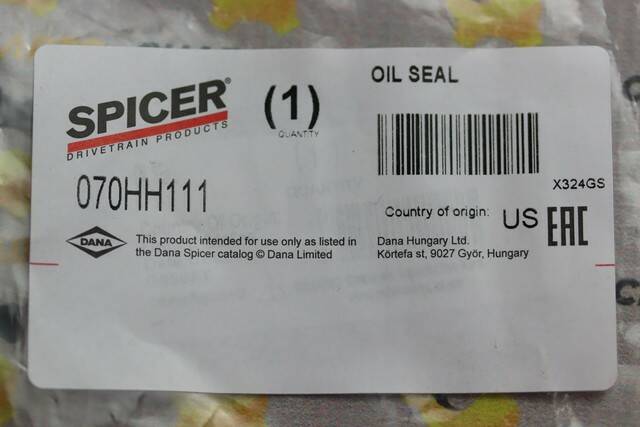 SPICER®
DRIVETRAIN PRODUCTS
(1)
QUANTITY
OIL SEAL
X324GS
070HH111
Country of origin: US
EAC
DANA
This product intended for use only as listed in
the Dana Spicer catalog © Dana Limited
Dana Hungary Ltd.
Körtefa st, 9027 Győr, Hungary